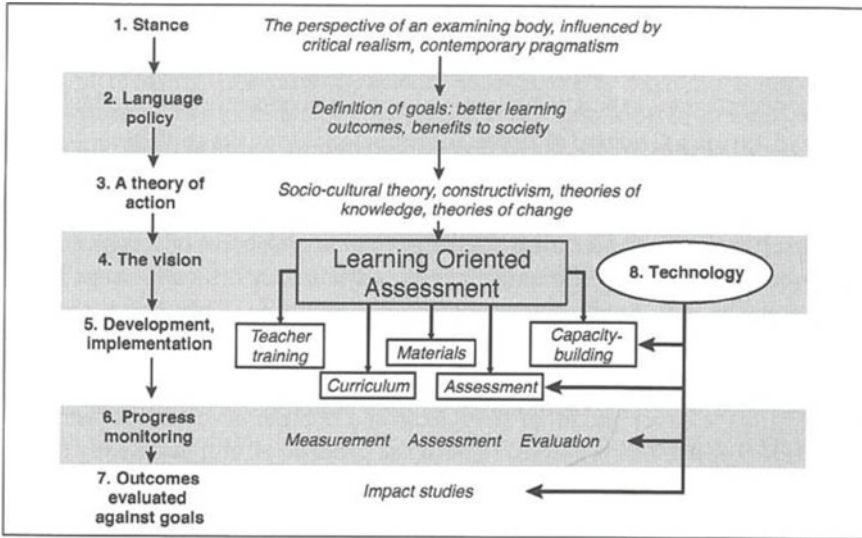 1. Stance
The perspective of an examining body, influenced by
critical realism, contemporary pragmatism
2. Language
policy
Definition of goals: better learning
outcomes, benefits to society
3. A theory of
action
Socio-cultural theory, constructivism, theories of
knowledge, theories of change
4. The vision
Learning Oriented
Assessment
8. Technology
5. Development,
implementation
Teacher
training
Materials
Capacity-
building
Curriculum
Assessment
6. Progress
monitoring
Measurement Assessment Evaluation
7. Outcomes
evaluated
against goals
Impact studies